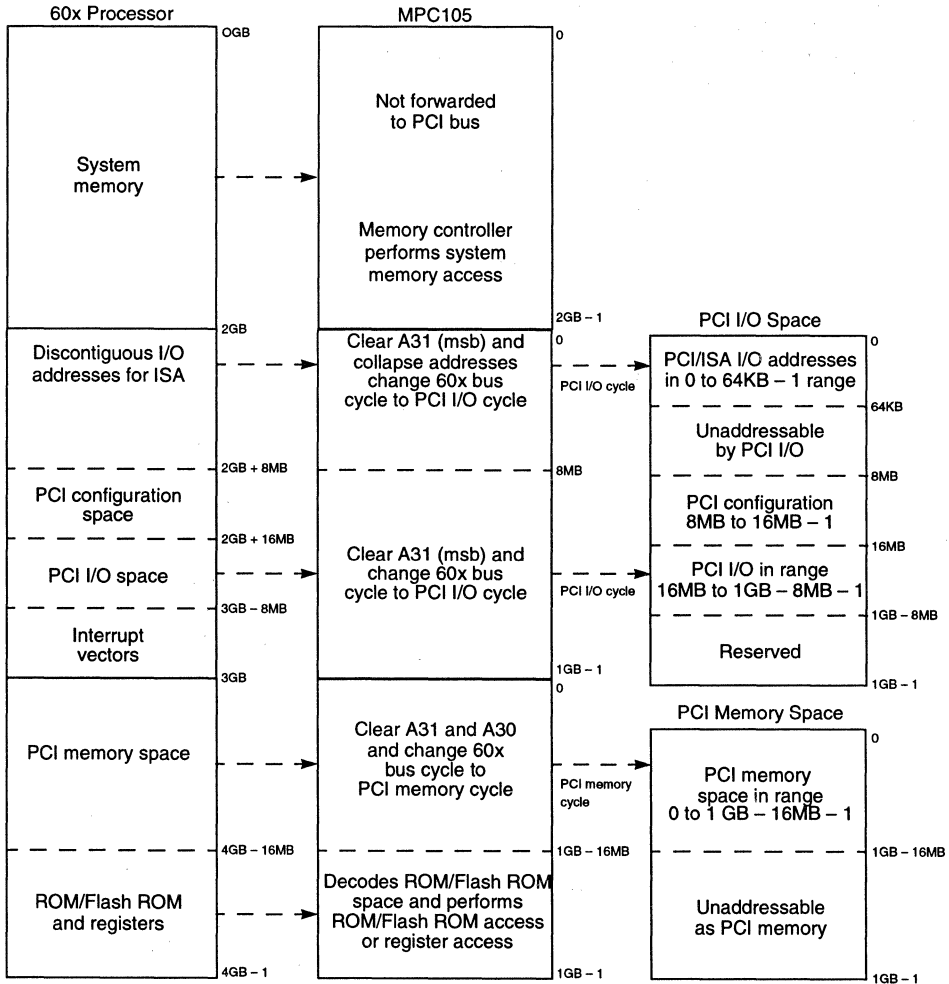 60x Processor
0GB
System
memory
2GB
Discontiguous I/O
addresses for ISA
2GB + 8MB
PCI configuration
space
2GB + 16MB
PCI I/O space
3GB – 8MB
Interrupt
vectors
3GB
PCI memory space
4GB – 16MB
ROM/Flash ROM
and registers
4GB – 1
MPC105
0
Not forwarded
to PCI bus
Memory controller
performs system
memory access
2GB – 1
0
Clear A31 (msb) and
collapse addresses
change 60x bus
cycle to PCI I/O cycle
PCI I/O cycle
8MB
Clear A31 (msb) and
change 60x bus
cycle to PCI I/O cycle
PCI I/O cycle
1GB – 1
0
Clear A31 and A30
and change 60x
bus cycle to
PCI memory cycle
PCI memory
cycle
1GB – 16MB
Decodes ROM/Flash ROM
space and performs
ROM/Flash ROM access
or register access
1GB – 1
PCI I/O Space
0
PCI/ISA I/O addresses
in 0 to 64KB – 1 range
64KB
Unaddressable
by PCI I/O
8MB
PCI configuration
8MB to 16MB – 1
16MB
PCI I/O in range
16MB to 1GB – 8MB – 1
1GB – 8MB
Reserved
1GB – 1
PCI Memory Space
0
PCI memory
space in range
0 to 1 GB – 16MB – 1
1GB – 16MB
Unaddressable
as PCI memory
1GB – 1